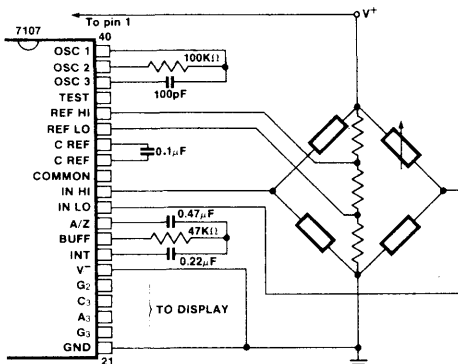 To pin 1
V+
7107
40
OSC 1
OSC 2
100KΩ
OSC 3
100pF
TEST
REF HI
REF LO
C REF
0.1µF
C REF
COMMON
IN HI
IN LO
A/Z
0.47µF
BUFF
47KΩ
INT
0.22µF
V−
G2
C3
TO DISPLAY
A3
G3
GND
21